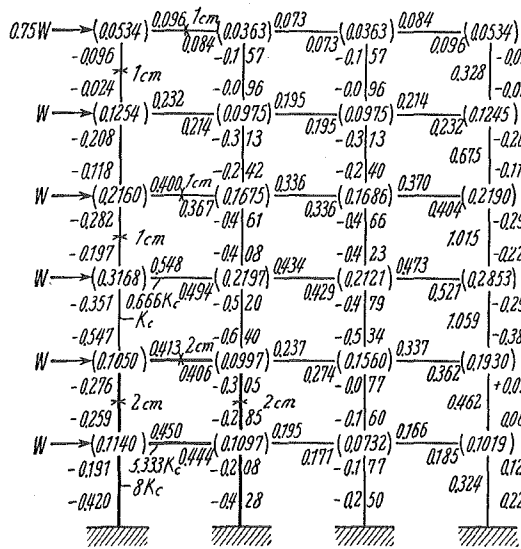 0.75W (0.0534) 0.096 1cm 0.084 (0.0363) 0.073 0.073 (0.0363) 0.084 0.096 (0.0534)
-0.096 -0.1 57 -0.1 57 0.328
1cm
-0.024 -0.0 96 -0.0 96
W (0.1254) 0.232 0.214 (0.0975) 0.195 0.195 (0.0975) 0.214 0.232 (0.1245)
-0.208 -0.3 13 -0.3 13 0.675
-0.118 -0.2 42 -0.2 40
W (0.2160) 0.400 1cm 0.367 (0.1675) 0.336 0.336 (0.1686) 0.370 0.404 (0.2190)
-0.282 -0.4 61 -0.4 66 1.015
1cm
-0.197 -0.4 08 -0.4 23
W (0.3168) 0.548 0.494 (0.2197) 0.434 0.429 (0.2121) 0.473 0.521 (0.2853)
-0.351 0.666Kc -0.5 20 -0.4 79 1.059
Kc
-0.547 -0.6 40 -0.5 34
W (0.1050) 0.413 2cm 0.406 (0.0997) 0.237 0.274 (0.1560) 0.337 0.362 (0.1930)
-0.276 -0.3 05 -0.0 77 0.462
2cm 2cm
-0.259 -0.2 85 -0.1 60
W (0.1140) 0.450 0.444 (0.1097) 0.195 0.171 (0.0732) 0.166 0.185 (0.1019)
-0.191 5.333Kc -0.2 08 -0.1 77 0.324
8Kc
-0.420 -0.4 28 -0.2 50